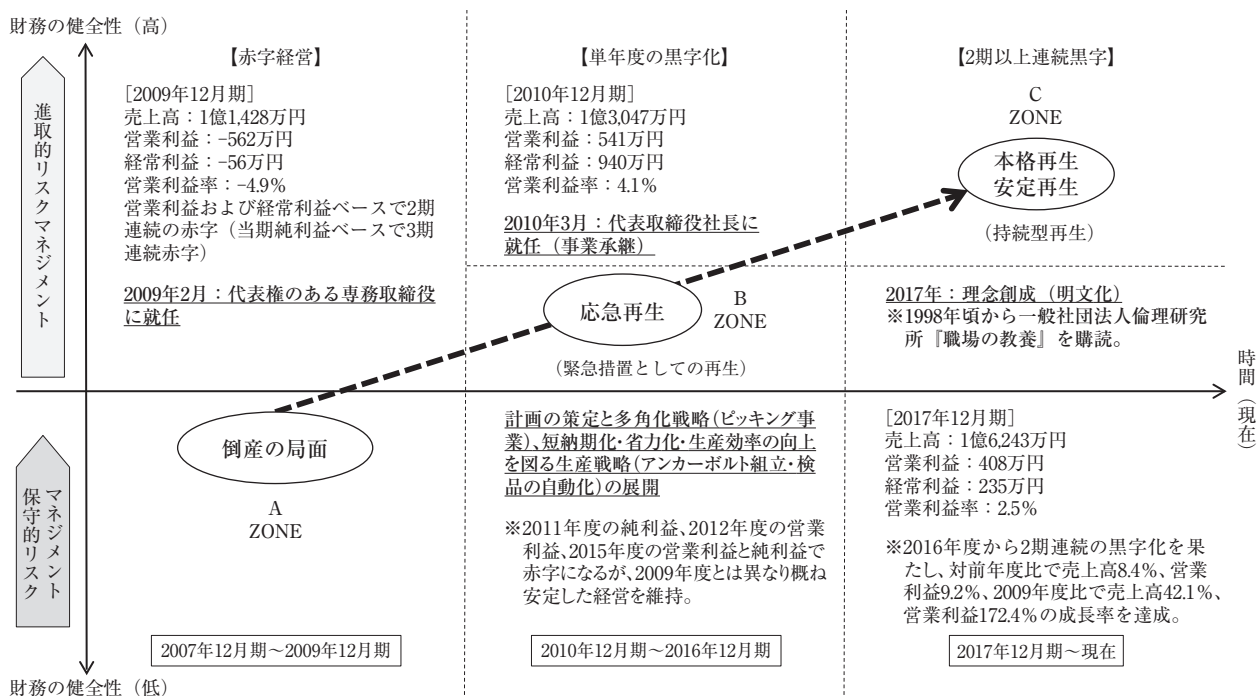 財務の健全性（高）
進取的リスクマネジメント
【赤字経営】
［2009年12月期］
売上高：1億1,428万円
営業利益：−562万円
経常利益：−56万円
営業利益率：−4.9%
営業利益および経常利益ベースで2期
連続の赤字（当期純利益ベースで3期
連続赤字）
2009年2月：代表権のある専務取締役
に就任
【単年度の黒字化】
［2010年12月期］
売上高：1億3,047万円
営業利益：541万円
経常利益：940万円
営業利益率：4.1%
2010年3月：代表取締役社長に
就任（事業承継）
応急再生
B
ZONE
（緊急措置としての再生）
【2期以上連続黒字】
C
ZONE
本格再生
安定再生
（持続型再生）
2017年：理念創成（明文化）
※1998年頃から一般社団法人倫理研究
所『職場の教養』を購読。
時間（現在）
保守的リスク
マネジメント
倒産の局面
A
ZONE
2007年12月期～2009年12月期
計画の策定と多角化戦略（ピッキング事
業）、短納期化・省力化・生産効率の向上
を図る生産戦略（アンカーボルト組立・検
品の自動化）の展開
※2011年度の純利益、2012年度の営業
利益、2015年度の営業利益と純利益で
赤字になるが、2009年度とは異なり概ね
安定した経営を維持。
2010年12月期～2016年12月期
［2017年12月期］
売上高：1億6,243万円
営業利益：408万円
経常利益：235万円
営業利益率：2.5%
※2016年度から2期連続の黒字化を果
たし、対前年度比で売上高8.4%、営業
利益9.2%、2009年度比で売上高42.1%、
営業利益172.4%の成長率を達成。
2017年12月期～現在
財務の健全性（低）